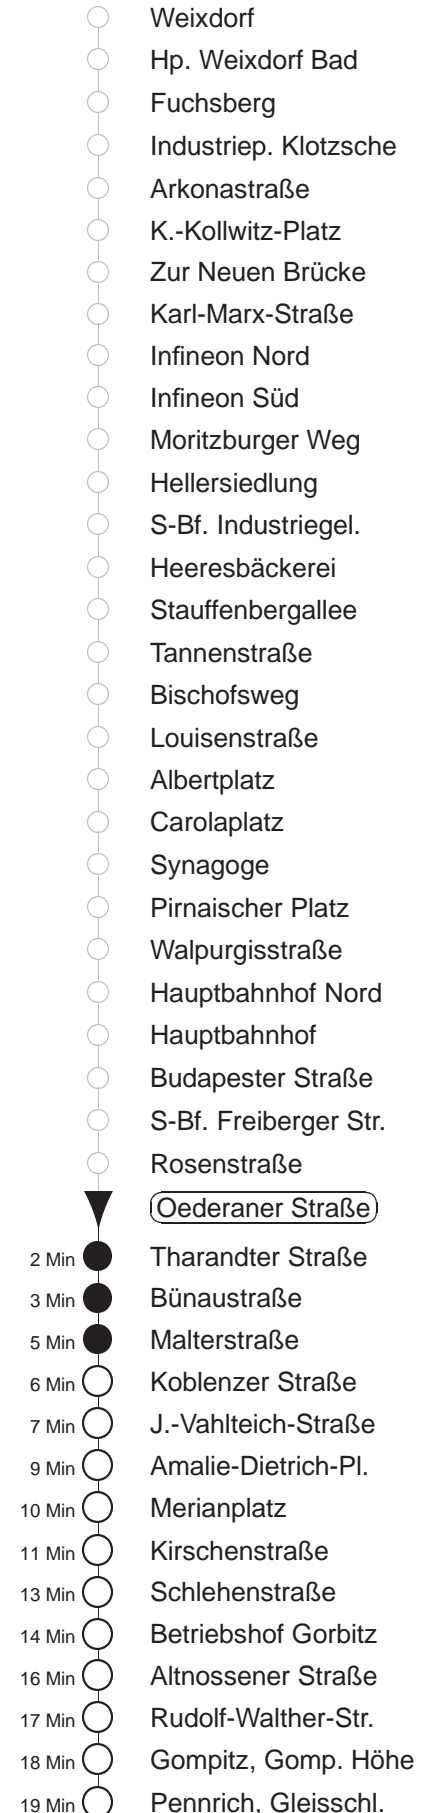 Weixdorf
Hp. Weixdorf Bad
Fuchsberg
Industriep. Klotzsche
Arkonastraße
K.-Kollwitz-Platz
Zur Neuen Brücke
Karl-Marx-Straße
Infineon Nord
Infineon Süd
Moritzburger Weg
Hellersiedlung
S-Bf. Industriegel.
Heeresbäckerei
Stauffenbergallee
Tannenstraße
Bischofsweg
Louisenstraße
Albertplatz
Carolaplatz
Synagoge
Pirnaischer Platz
Walpurgisstraße
Hauptbahnhof Nord
Hauptbahnhof
Budapester Straße
S-Bf. Freiberger Str.
Rosenstraße
Oederaner Straße
2 Min Tharandter Straße
3 Min Bünaustraße
5 Min Malterstraße
6 Min Koblenzer Straße
7 Min J.-Vahlteich-Straße
9 Min Amalie-Dietrich-Pl.
10 Min Merianplatz
11 Min Kirschenstraße
13 Min Schlehenstraße
14 Min Betriebshof Gorbitz
16 Min Altnossener Straße
17 Min Rudolf-Walther-Str.
18 Min Gompitz, Gomp. Höhe
19 Min Pennrich, Gleisschl.